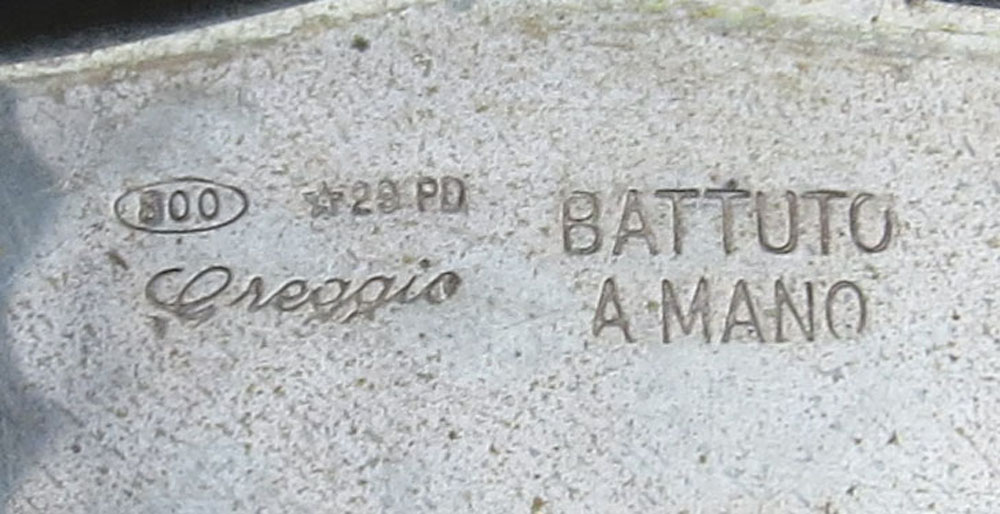 800 ☆29 PD
Greggio
BATTUTO
A MANO